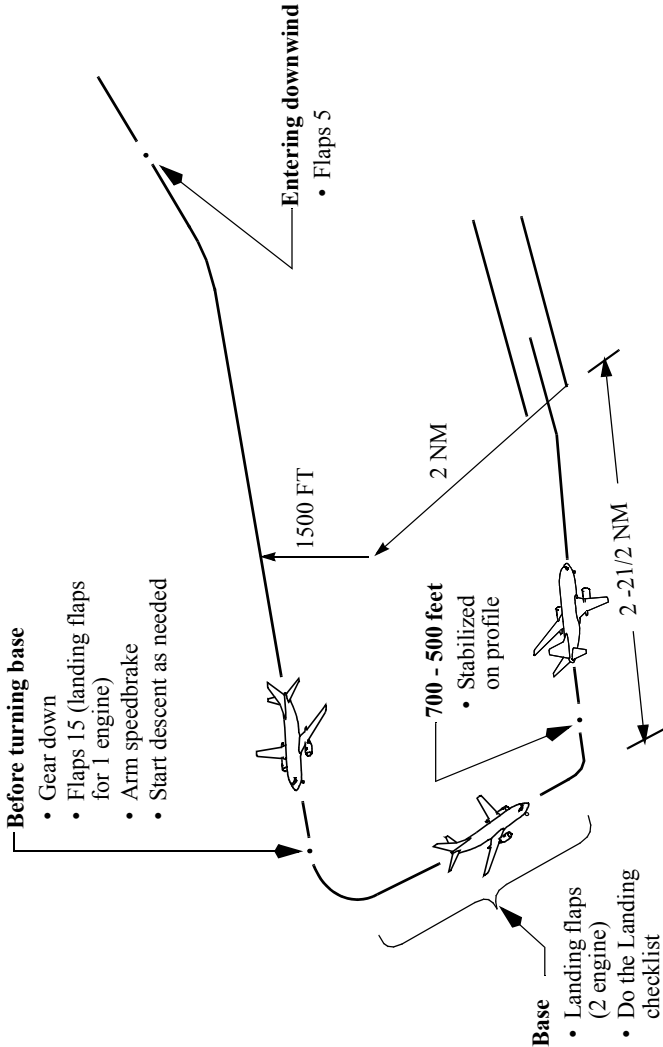 Before turning base
• Gear down
• Flaps 15 (landing flaps
for 1 engine)
• Arm speedbrake
• Start descent as needed
Entering downwind
• Flaps 5
1500 FT
2 NM
700 - 500 feet
• Stabilized
on profile
2 -21/2 NM
Base
• Landing flaps
(2 engine)
• Do the Landing
checklist